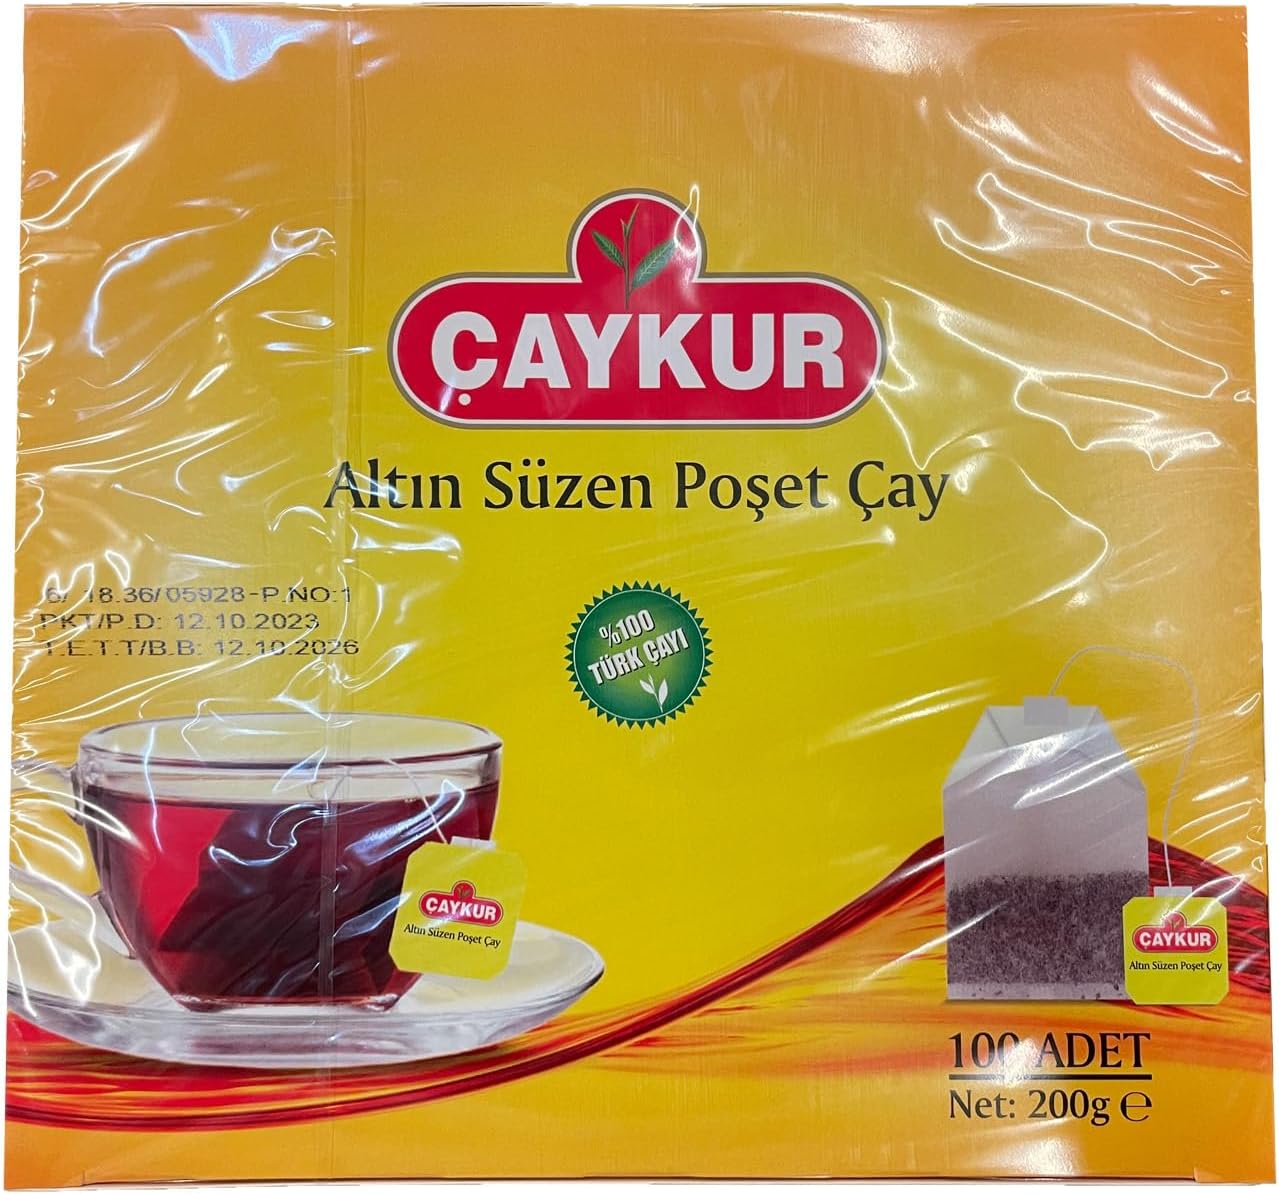 ÇAYKUR
Altın Süzen Poşet Çay
6/ 18.36/05928-P.NO:1
PKT/P.D: 12.10.2023
T.E.T.T/B.B: 12.10.2026
%100
TÜRK ÇAYI
ÇAYKUR
Altın Süzen Poşet Çay
ÇAYKUR
Altın Süzen Poşet Çay
100 ADET
Net: 200g ℮